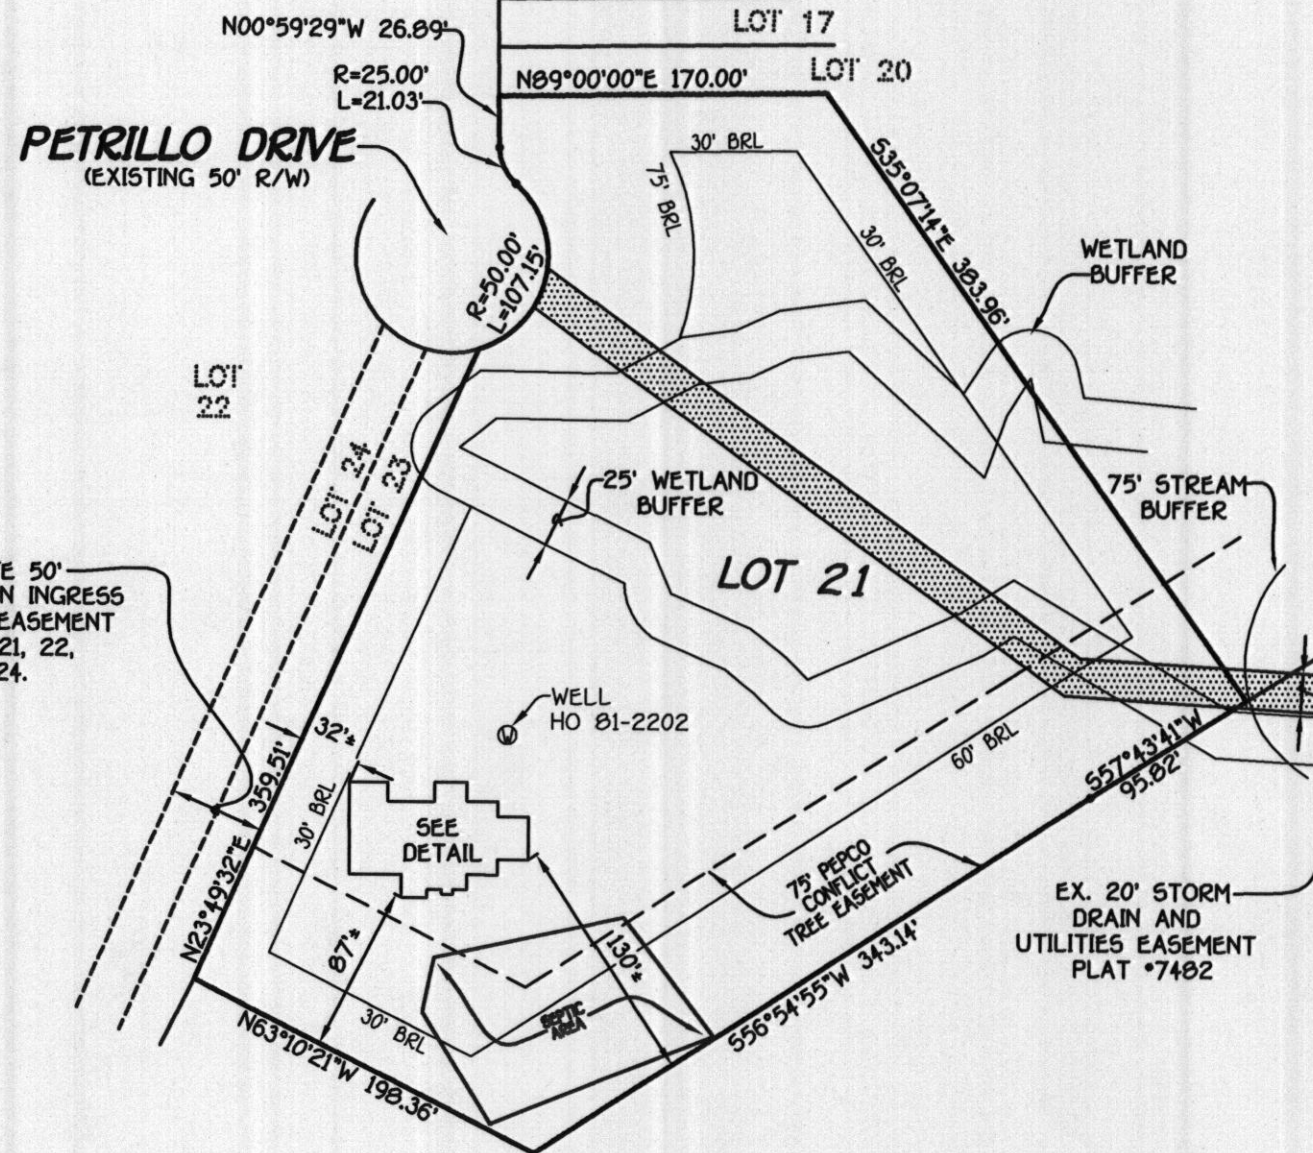 N00°59'29"W 26.89'
LOT 17
R=25.00'
L=21.03'
N89°00'00"E 170.00'
LOT 20
PETRILLO DRIVE
(EXISTING 50' R/W)
30' BRL
75' BRL
S35°07'14"E 383.96'
30' BRL
WETLAND
BUFFER
R=50.00'
L=107.15'
LOT
22
LOT 24
LOT 23
25' WETLAND
BUFFER
75' STREAM
BUFFER
LOT 21
E 50'
N INGRESS
EASEMENT
21, 22,
24.
WELL
HO 81-2202
W
32'±
359.51'
N23°49'32"E
30' BRL
SEE
DETAIL
60' BRL
S57°43'41"W
95.82'
75' PEPCO
CONFLICT
TREE EASEMENT
EX. 20' STORM
DRAIN AND
UTILITIES EASEMENT
PLAT #7482
87'±
130'±
SEPTIC
AREA
30' BRL
S56°54'55"W 343.14'
N63°10'21"W 198.36'